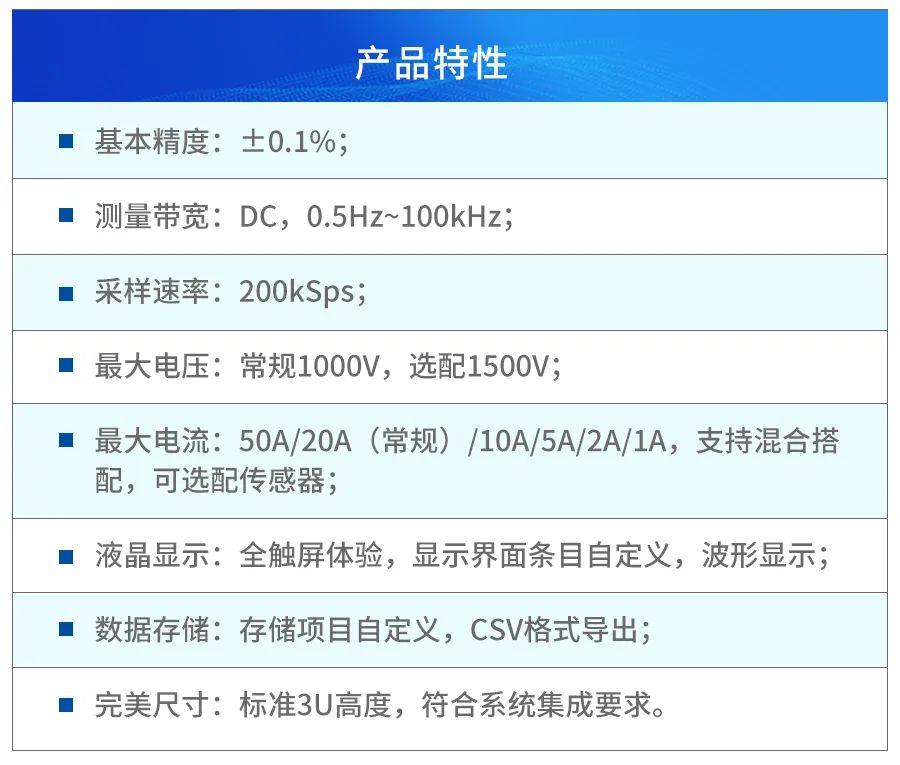 产品特性
基本精度：±0.1%；
测量带宽：DC，0.5Hz~100kHz；
采样速率：200kSps；
最大电压：常规1000V，选配1500V；
最大电流：50A/20A（常规）/10A/5A/2A/1A，支持混合搭
配，可选配传感器；
液晶显示：全触屏体验，显示界面条目自定义，波形显示；
数据存储：存储项目自定义，CSV格式导出；
完美尺寸：标准3U高度，符合系统集成要求。